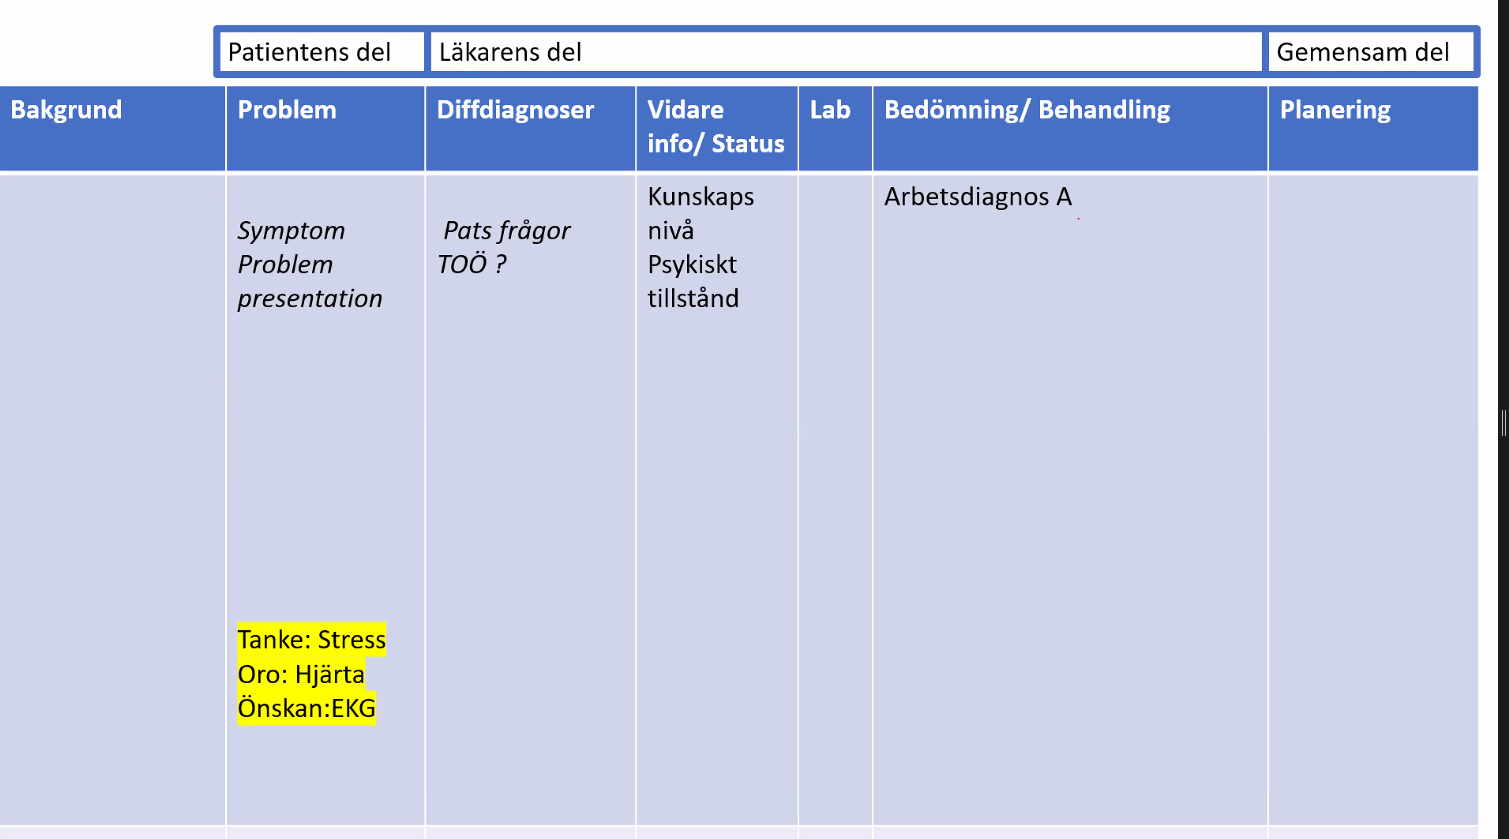 Patientens del
Läkarens del
Gemensam del
Bakgrund
Problem
Diffdiagnoser
Vidare
info/ Status
Lab
Bedömning/ Behandling
Planering
Symptom
Problem
presentation
Tanke: Stress
Oro: Hjärta
Önskan:EKG
Pats frågor
TOÖ ?
Kunskaps
nivå
Psykiskt
tillstånd
Arbetsdiagnos A